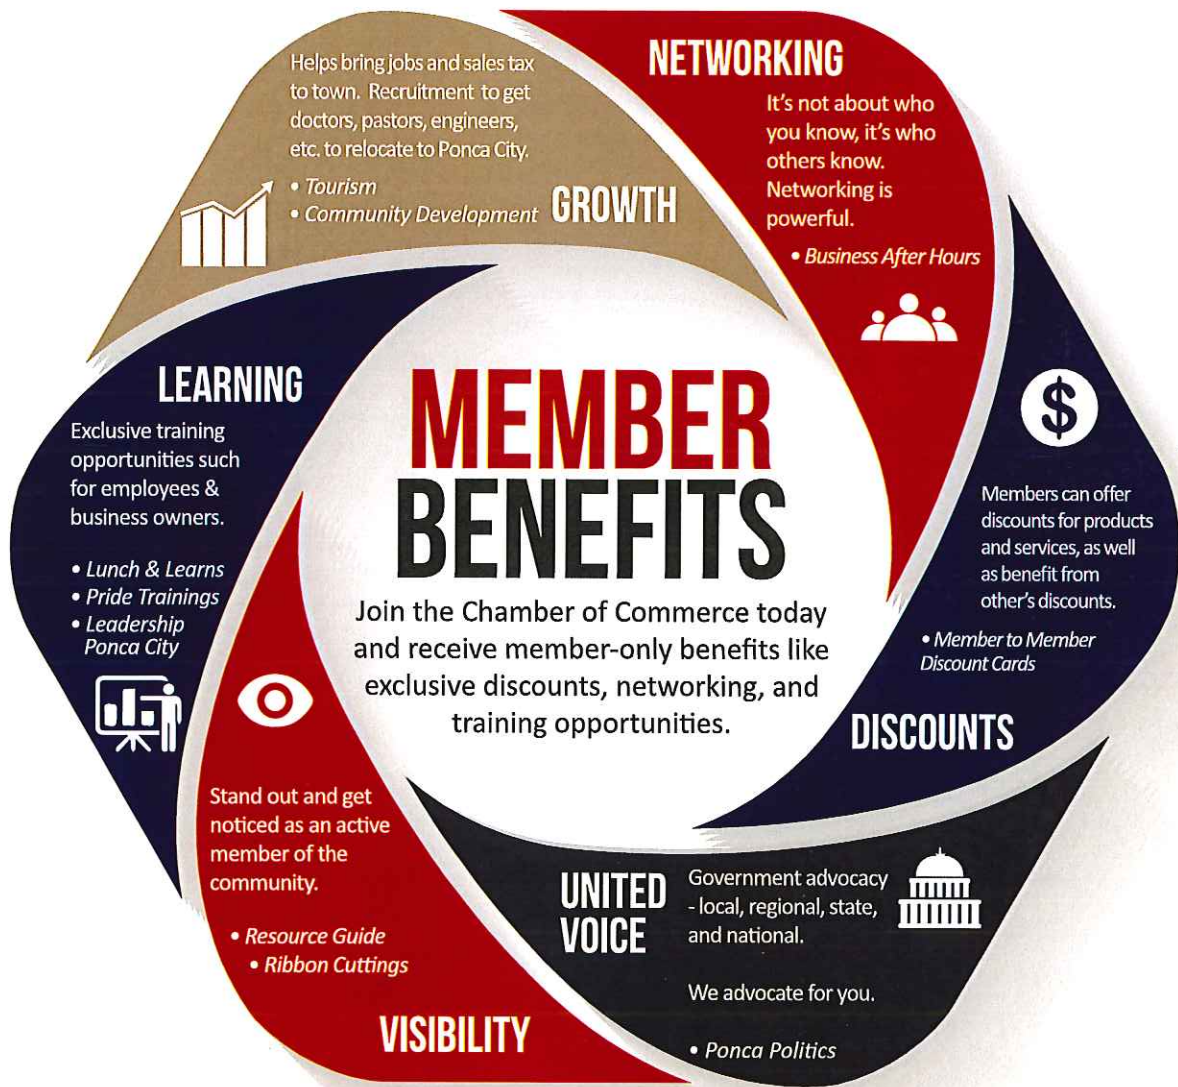 Helps bring jobs and sales tax
to town. Recruitment to get
doctors, pastors, engineers,
etc. to relocate to Ponca City.
• Tourism
• Community Development
GROWTH
NETWORKING
It's not about who
you know, it's who
others know.
Networking is
powerful.
• Business After Hours
$
Members can offer
discounts for products
and services, as well
as benefit from
other's discounts.
• Member to Member
Discount Cards
DISCOUNTS
UNITED
VOICE
Government advocacy
- local, regional, state,
and national.
We advocate for you.
• Ponca Politics
Stand out and get
noticed as an active
member of the
community.
• Resource Guide
• Ribbon Cuttings
VISIBILITY
LEARNING
Exclusive training
opportunities such
for employees &
business owners.
• Lunch & Learns
• Pride Trainings
• Leadership
Ponca City
MEMBER
BENEFITS
Join the Chamber of Commerce today
and receive member-only benefits like
exclusive discounts, networking, and
training opportunities.